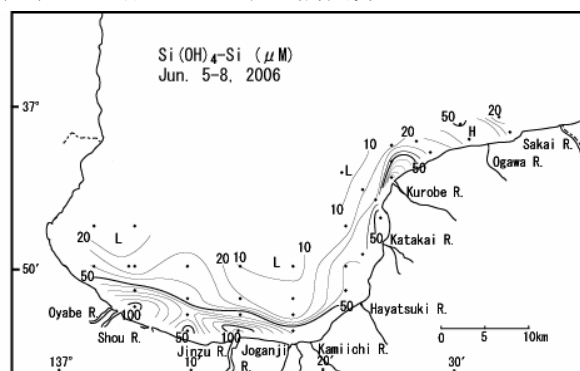 Si(OH)4-Si (μM)
Jun. 5-8, 2006
37°
50
20
H
Sakai R.
Ogawa R.
20
10
L
50
Kurobe R.
10
20
L
20
10
10
L
50
Katakai R.
50'
50
50
Hayatsuki R.
Oyabe R.
100
Shou R.
50
100
Jinzu R.
Joganji R.
Kamiichi R.
0 5 10km
137°
20'
30'